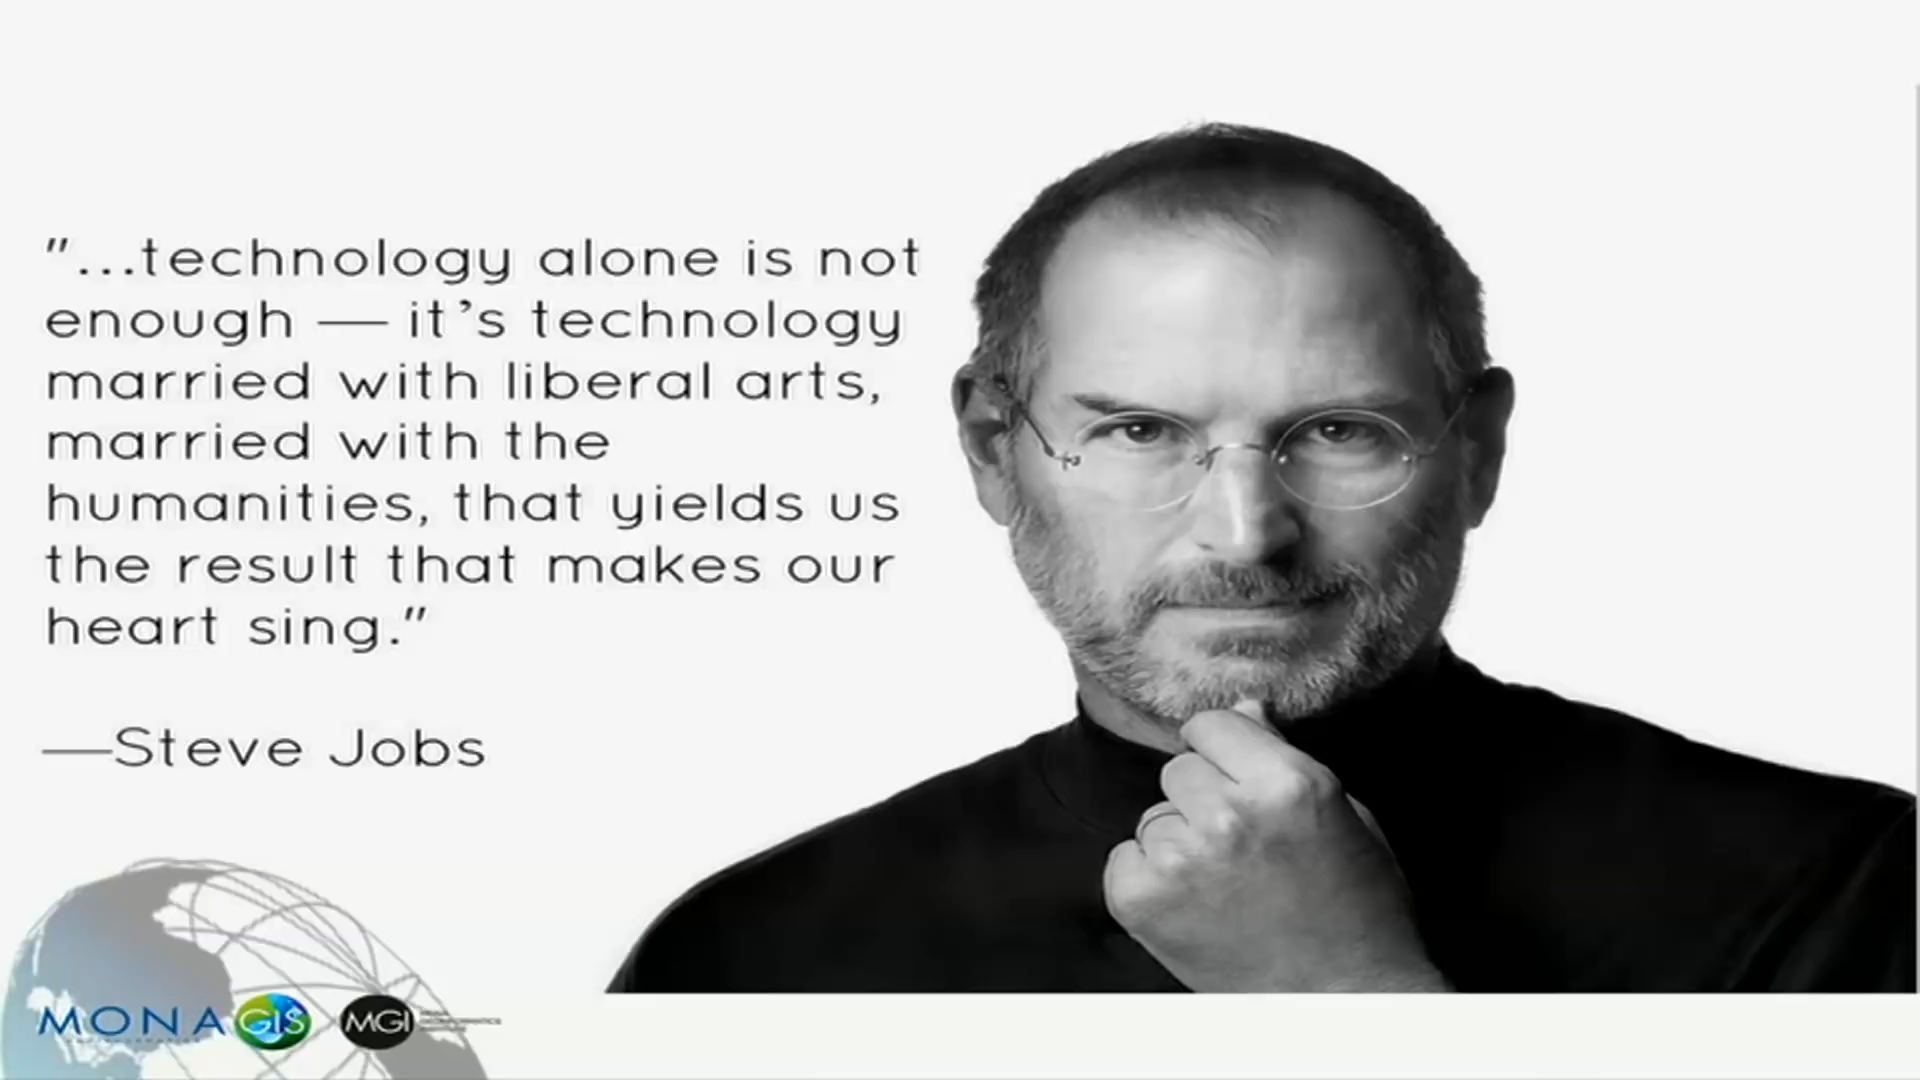 "...technology alone is not
enough — it's technology
married with liberal arts,
married with the
humanities, that yields us
the result that makes our
heart sing."
—Steve Jobs
MONA GIS
MGI